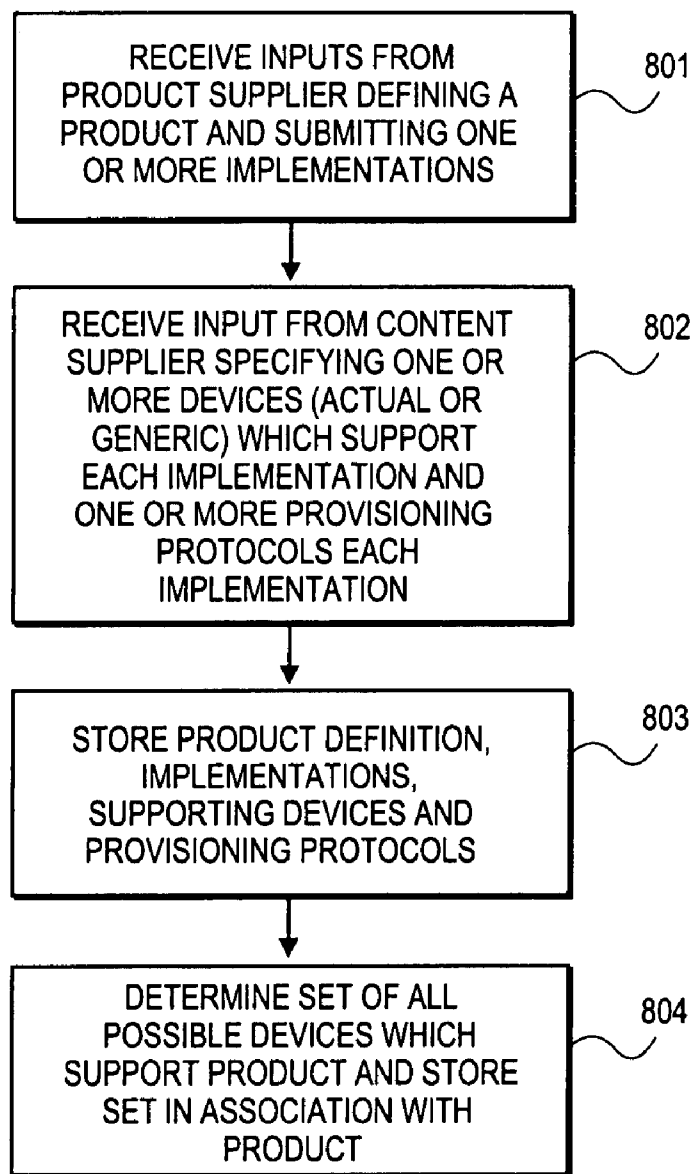 RECEIVE INPUTS FROM
PRODUCT SUPPLIER DEFINING A
PRODUCT AND SUBMITTING ONE
OR MORE IMPLEMENTATIONS
801
RECEIVE INPUT FROM CONTENT
SUPPLIER SPECIFYING ONE OR
MORE DEVICES (ACTUAL OR
GENERIC) WHICH SUPPORT
EACH IMPLEMENTATION AND
ONE OR MORE PROVISIONING
PROTOCOLS EACH
IMPLEMENTATION
802
STORE PRODUCT DEFINITION,
IMPLEMENTATIONS,
SUPPORTING DEVICES AND
PROVISIONING PROTOCOLS
803
DETERMINE SET OF ALL
POSSIBLE DEVICES WHICH
SUPPORT PRODUCT AND STORE
SET IN ASSOCIATION WITH
PRODUCT
804